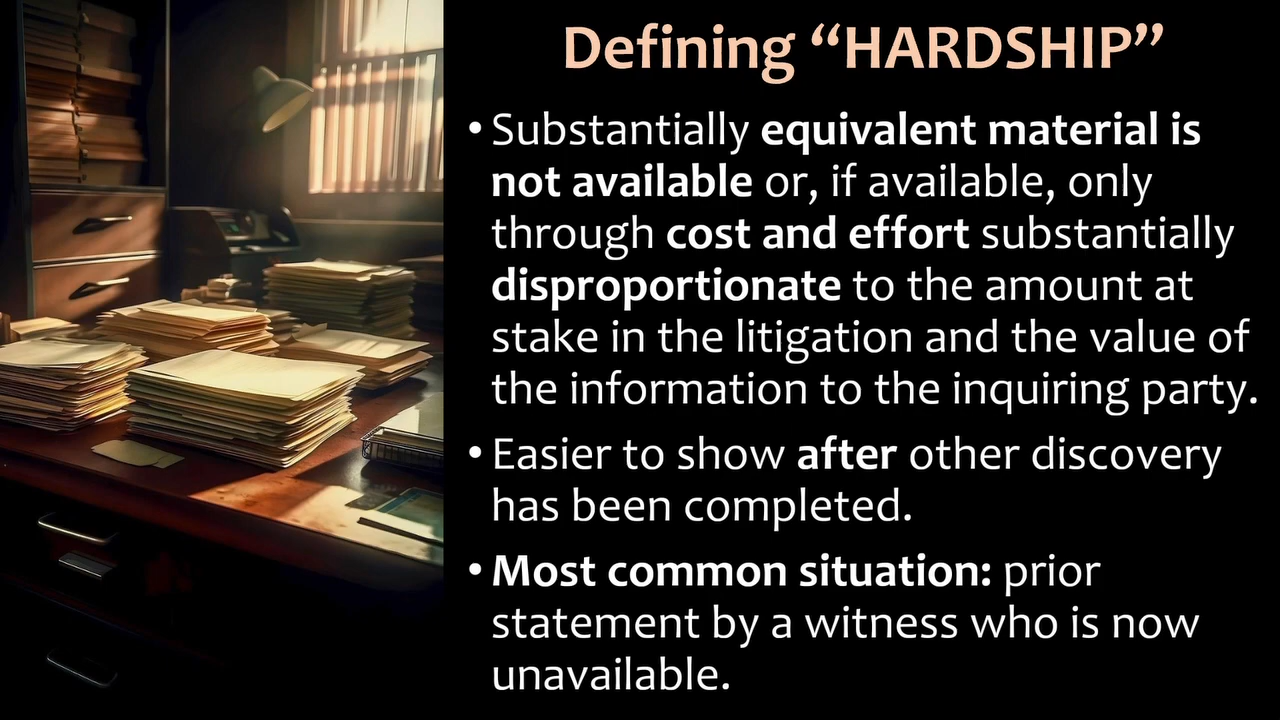 Defining “HARDSHIP”
• Substantially equivalent material is
not available or, if available, only
through cost and effort substantially
disproportionate to the amount at
stake in the litigation and the value of
the information to the inquiring party.
• Easier to show after other discovery
has been completed.
• Most common situation: prior
statement by a witness who is now
unavailable.